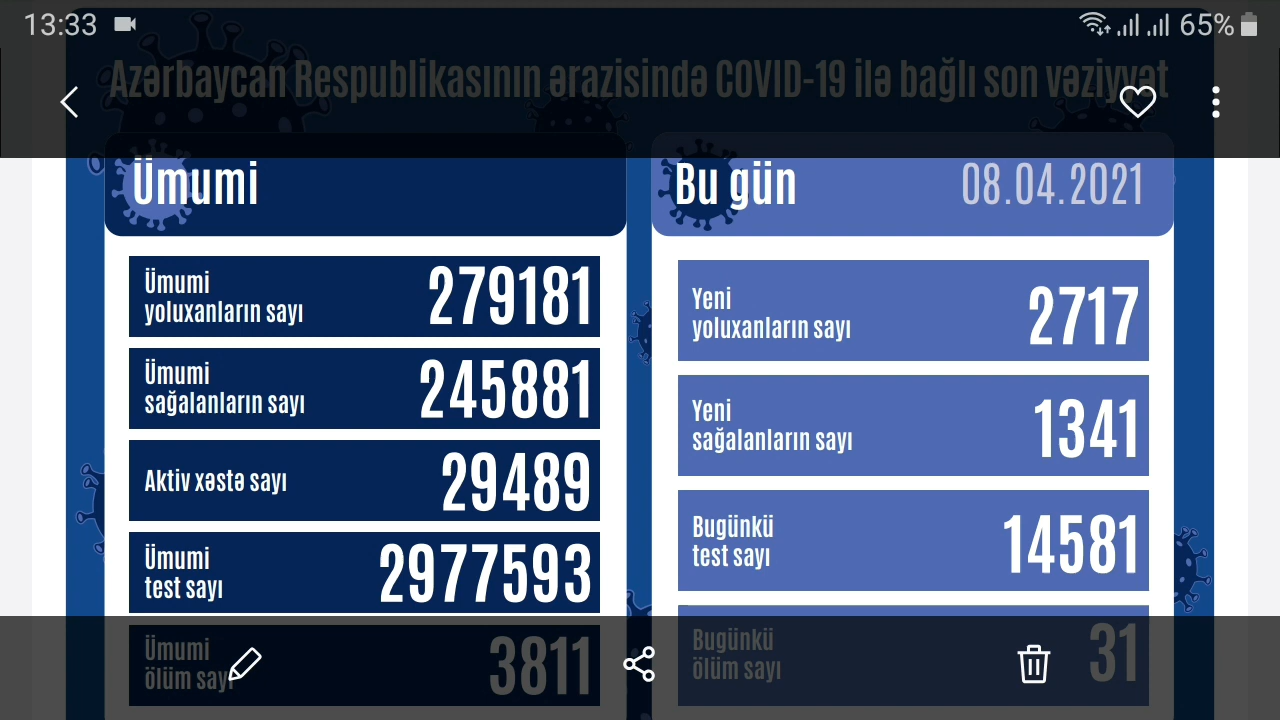 13:33
65%
Azərbaycan Respublikasının ərazisində COVID-19 ilə bağlı son vəziyyət
Ümumi
Ümumi
yoluxanların sayı
279181
Ümumi
sağalanların sayı
245881
Aktiv xəstə sayı
29489
Ümumi
test sayı
2977593
Ümumi
ölüm sayı
3811
Bu gün
08.04.2021
Yeni
yoluxanların sayı
2717
Yeni
sağalanların sayı
1341
Bugünkü
test sayı
14581
Bugünkü
ölüm sayı
31